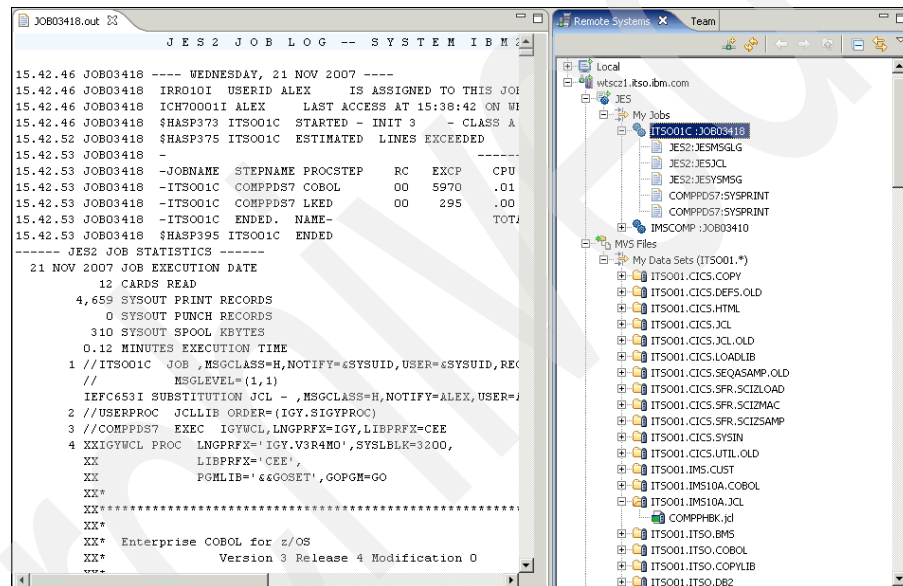 JOB03418.out
J E S 2 J O B L O G -- S Y S T E M I B M 2
15.42.46 JOB03418 ---- WEDNESDAY, 21 NOV 2007 ----
15.42.46 JOB03418 IRR010I USERID ALEX IS ASSIGNED TO THIS JOB
15.42.46 JOB03418 ICH70001I ALEX LAST ACCESS AT 15:38:42 ON WE
15.42.46 JOB03418 $HASP373 ITSO01C STARTED - INIT 3 - CLASS A
15.42.52 JOB03418 $HASP375 ITSO01C ESTIMATED LINES EXCEEDED
15.42.53 JOB03418 - ------
15.42.53 JOB03418 -JOBNAME STEPNAME PROCSTEP RC EXCP CPU
15.42.53 JOB03418 -ITSO01C COMPPDS7 COBOL 00 5970 .01
15.42.53 JOB03418 -ITSO01C COMPPDS7 LKED 00 295 .00
15.42.53 JOB03418 -ITSO01C ENDED. NAME- TOTA
15.42.53 JOB03418 $HASP395 ITSO01C ENDED
------ JES2 JOB STATISTICS ------
21 NOV 2007 JOB EXECUTION DATE
12 CARDS READ
4,659 SYSOUT PRINT RECORDS
0 SYSOUT PUNCH RECORDS
310 SYSOUT SPOOL KBYTES
0.12 MINUTES EXECUTION TIME
1 //ITSO01C JOB ,MSGCLASS=H,NOTIFY=&SYSUID,USER=&SYSUID,REG
// MSGLEVEL=(1,1)
IEFC653I SUBSTITUTION JCL - ,MSGCLASS=H,NOTIFY=ALEX,USER=A
2 //USERPROC JCLLIB ORDER=(IGY.SIGYPROC)
3 //COMPPDS7 EXEC IGYWCL,LNGPRFX=IGY,LIBPRFX=CEE
4 XXIGYWCL PROC LNGPRFX='IGY.V3R4M0',SYSLBLK=3200,
XX LIBPRFX='CEE',
XX PGMLIB='&&GOSET',GOPGM=GO
XX*
XX*********************************************************
XX*
XX* Enterprise COBOL for z/OS
XX* Version 3 Release 4 Modification 0
XX*
Remote Systems Team
Local
wtscz1.itso.ibm.com
JES
My Jobs
ITSO01C :JOB03418
JES2:JESMSGLG
JES2:JESJCL
JES2:JESYSMSG
COMPPDS7:SYSPRINT
COMPPDS7:SYSPRINT
IMSCOMP :JOB03410
MVS Files
My Data Sets (ITSO01.*)
ITSO01.CICS.COPY
ITSO01.CICS.DEFS.OLD
ITSO01.CICS.HTML
ITSO01.CICS.JCL
ITSO01.CICS.JCL.OLD
ITSO01.CICS.LOADLIB
ITSO01.CICS.SEQASAMP.OLD
ITSO01.CICS.SFR.SCIZLOAD
ITSO01.CICS.SFR.SCIZMAC
ITSO01.CICS.SFR.SCIZSAMP
ITSO01.CICS.SYSIN
ITSO01.CICS.UTIL.OLD
ITSO01.IMS.CUST
ITSO01.IMS10A.COBOL
ITSO01.IMS10A.JCL
COMPPHBK.jcl
ITSO01.ITSO.BMS
ITSO01.ITSO.COBOL
ITSO01.ITSO.COPYLIB
ITSO01.ITSO.DB2